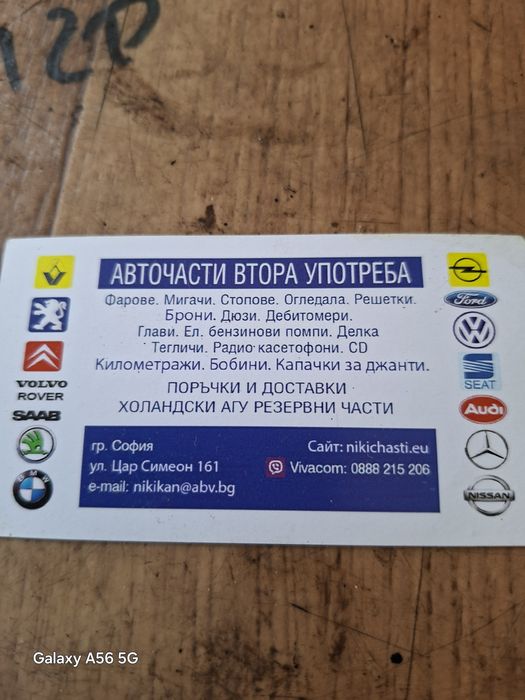 12P
АВТОЧАСТИ ВТОРА УПОТРЕБА
Фарове. Мигачи. Стопове. Огледала. Решетки.
Брони. Дюзи. Дебитомери.
Глави. Ел. бензинови помпи. Делка
Тегличи. Радио касетофони. CD
Километражи. Бобини. Капачки за джанти.
ПОРЪЧКИ И ДОСТАВКИ
ХОЛАНДСКИ АГУ РЕЗЕРВНИ ЧАСТИ
VOLVO
ROVER
SAAB
BMW
Ford
SEAT
Audi
NISSAN
гр. София
ул. Цар Симеон 161
e-mail: nikikan@abv.bg
Сайт: nikichasti.eu
Vivacom: 0888 215 206
Galaxy A56 5G